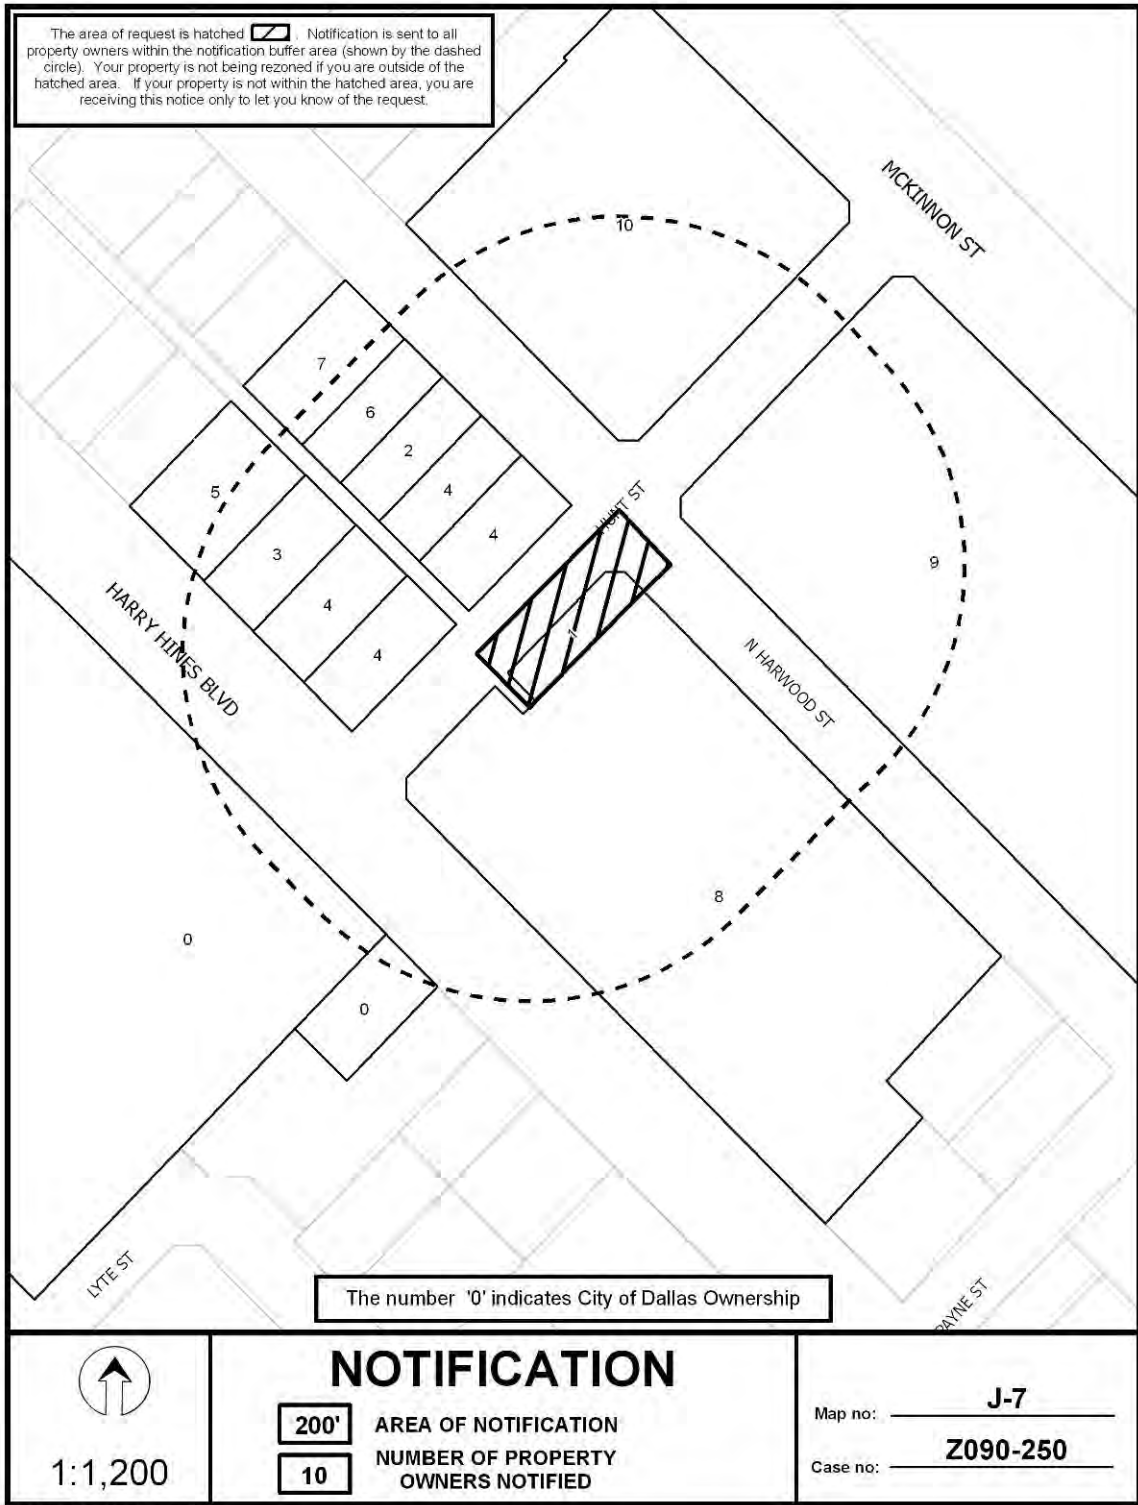 The area of request is hatched . Notification is sent to all
property owners within the notification buffer area (shown by the dashed
circle). Your property is not being rezoned if you are outside of the
hatched area. If your property is not within the hatched area, you are
receiving this notice only to let you know of the request.
MCKINNON ST
10
7
6
2
4
4
5
3
4
4
HUNT ST
1
9
HARRY HINES BLVD
N HARWOOD ST
8
0
0
LYTE ST
PAYNE ST
The number '0' indicates City of Dallas Ownership
1:1,200
NOTIFICATION
200' AREA OF NOTIFICATION
10 NUMBER OF PROPERTY
OWNERS NOTIFIED
Map no: J-7
Case no: Z090-250